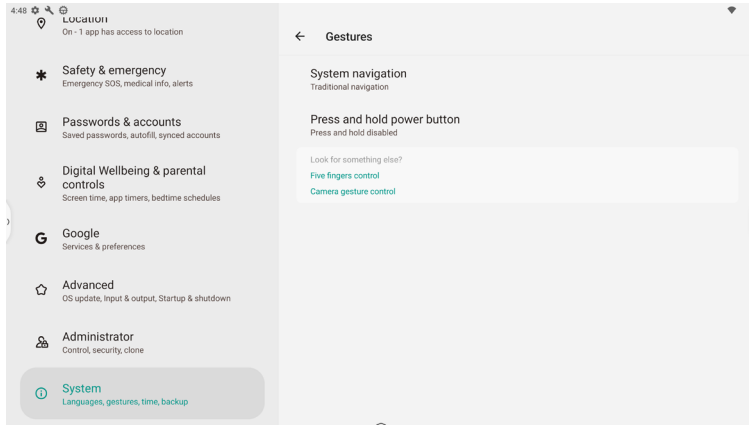 4:48
Location
On - 1 app has access to location
Safety & emergency
Emergency SOS, medical info, alerts
Passwords & accounts
Saved passwords, autofill, synced accounts
Digital Wellbeing & parental
controls
Screen time, app timers, bedtime schedules
Google
Services & preferences
Advanced
OS update, Input & output, Startup & shutdown
Administrator
Control, security, clone
System
Languages, gestures, time, backup
Gestures
System navigation
Traditional navigation
Press and hold power button
Press and hold disabled
Look for something else?
Five fingers control
Camera gesture control